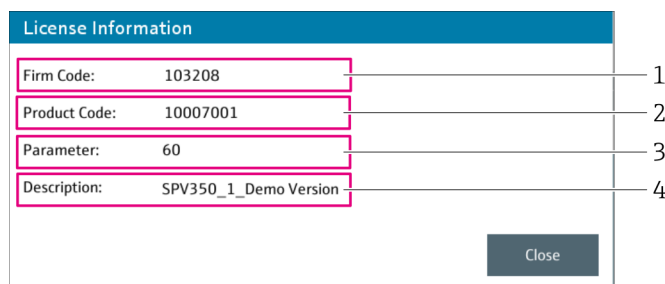 License Information
Firm Code: 103208 1
Product Code: 10007001 2
Parameter: 60 3
Description: SPV350_1_Demo Version 4
Close